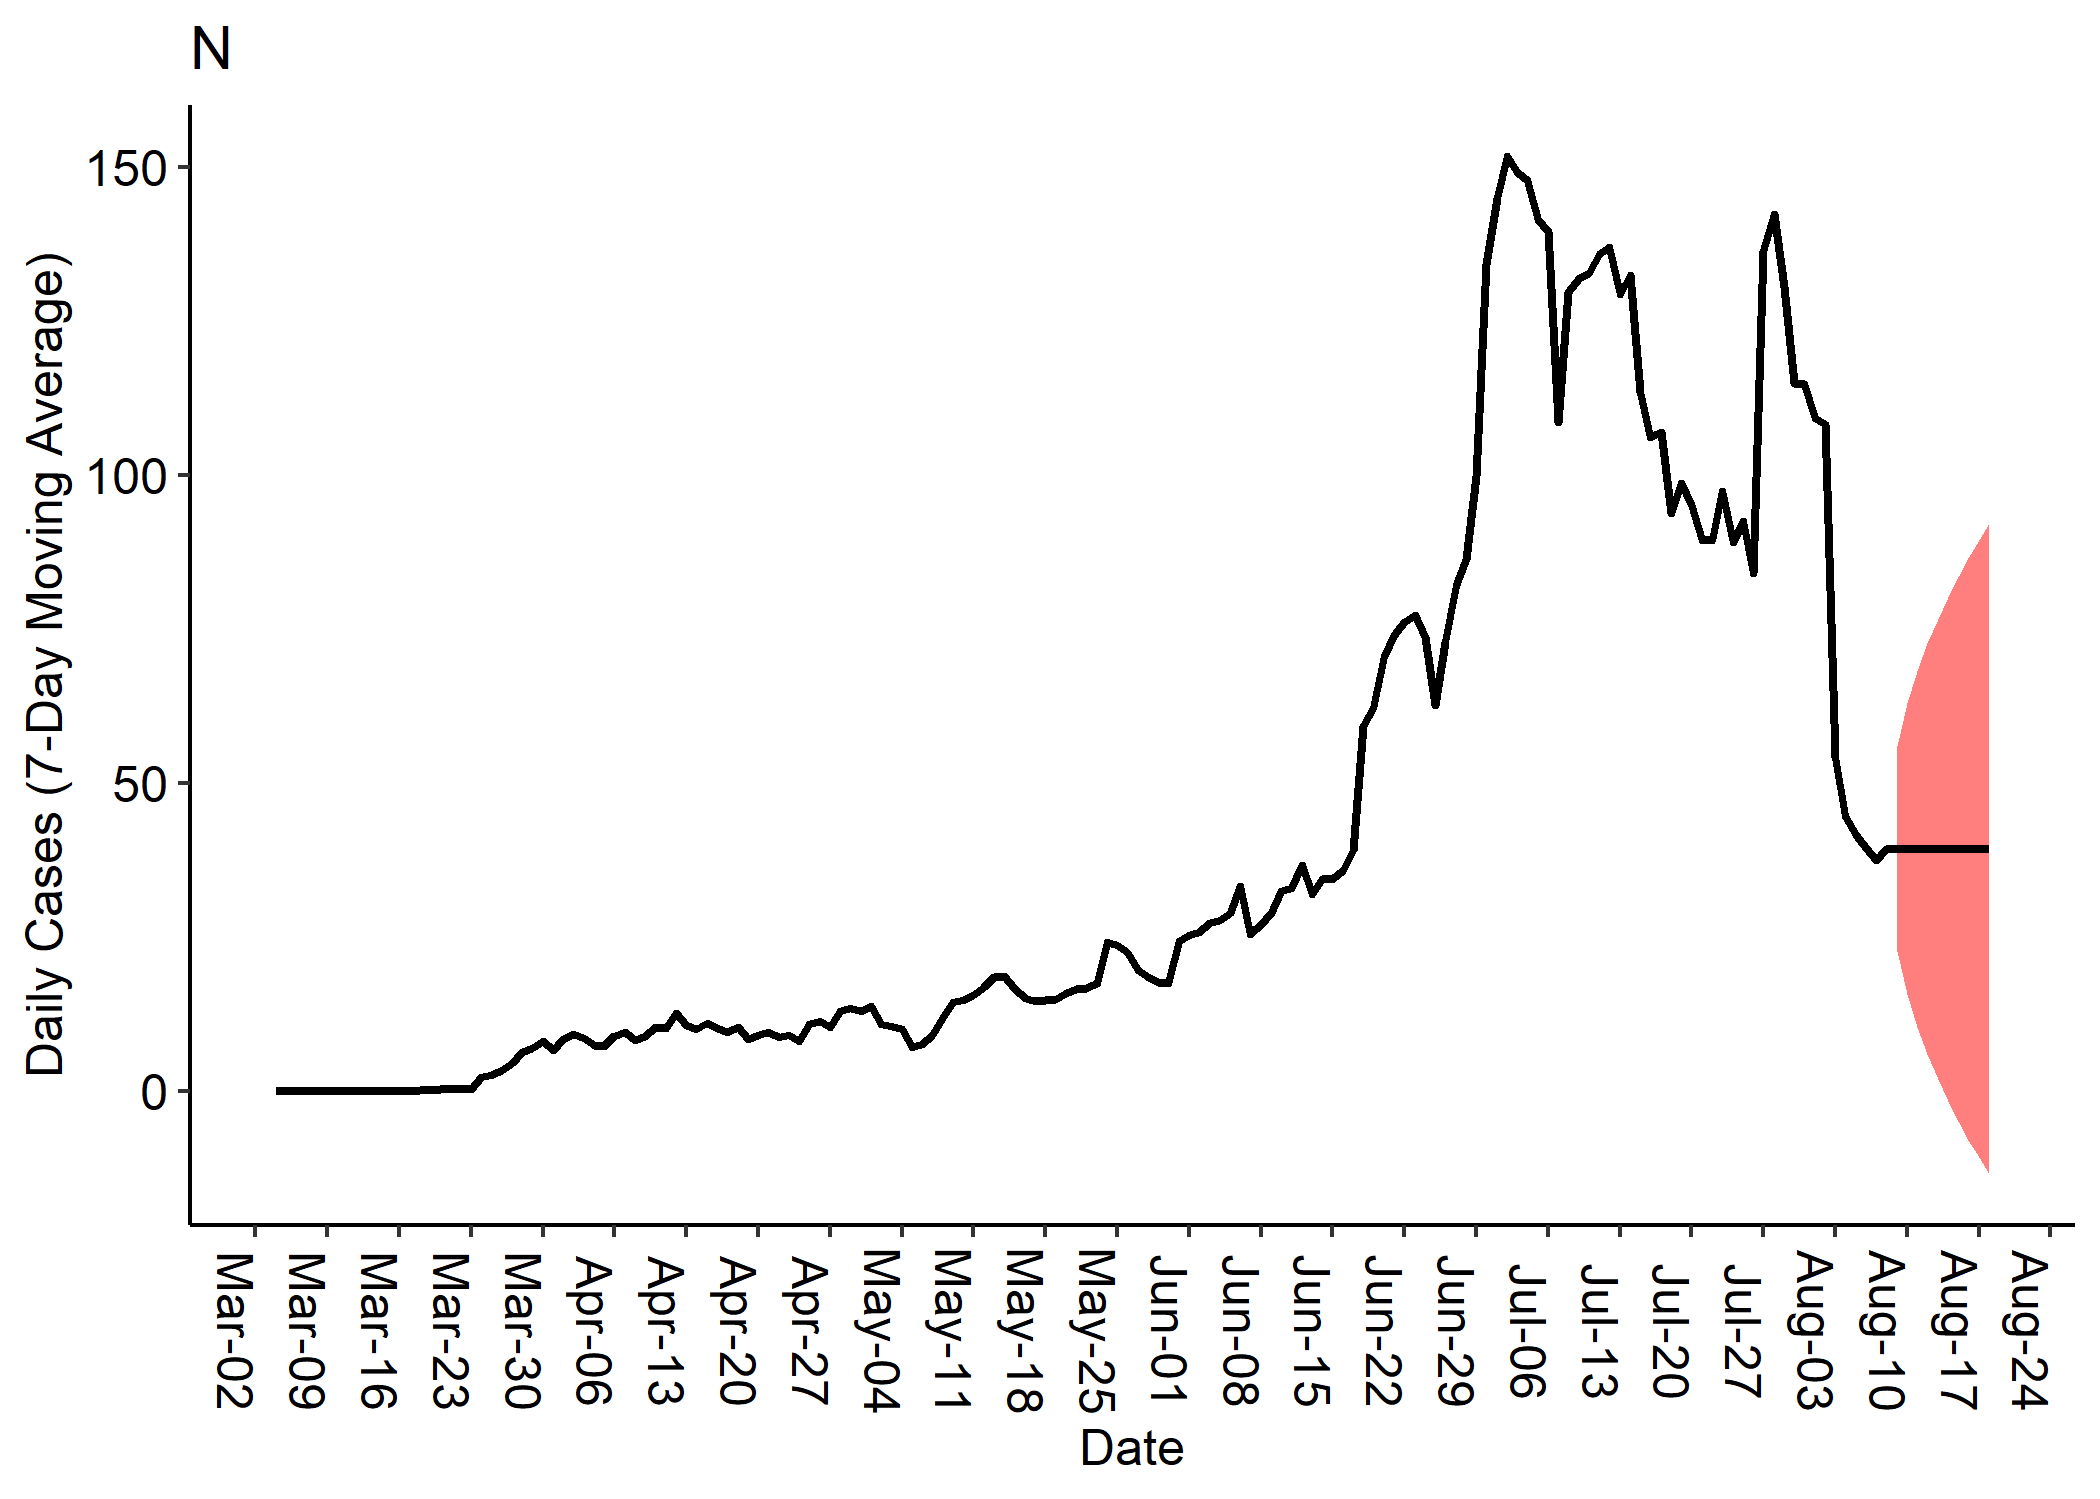 N
Daily Cases (7-Day Moving Average)
150
100
50
0
Mar-02
Mar-09
Mar-16
Mar-23
Mar-30
Apr-06
Apr-13
Apr-20
Apr-27
May-04
May-11
May-18
May-25
Jun-01
Jun-08
Jun-15
Jun-22
Jun-29
Jul-06
Jul-13
Jul-20
Jul-27
Aug-03
Aug-10
Aug-17
Aug-24
Date